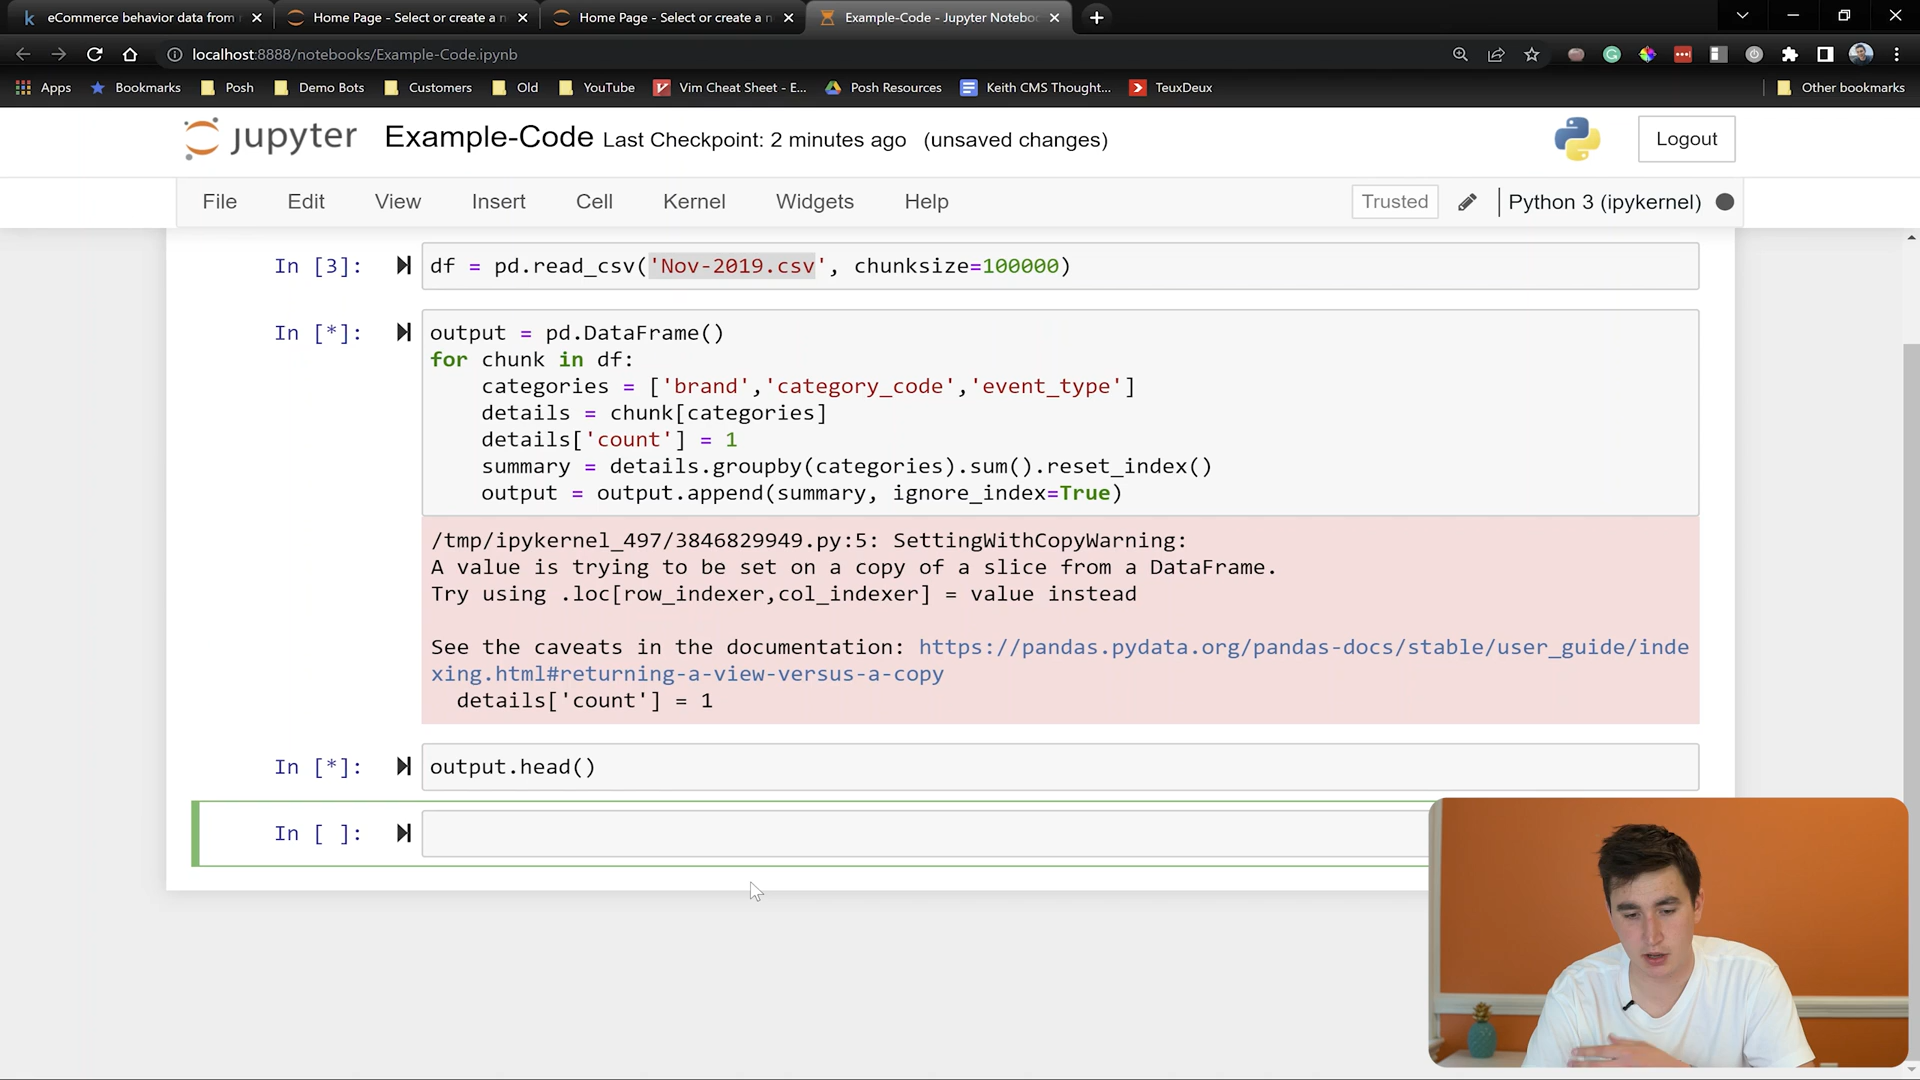 eCommerce behavior data from
Home Page - Select or create a n
Home Page - Select or create a n
Example-Code - Jupyter Notebo
localhost:8888/notebooks/Example-Code.ipynb
Apps Bookmarks Posh Demo Bots Customers Old YouTube Vim Cheat Sheet - E... Posh Resources Keith CMS Thought... TeuxDeux Other bookmarks
jupyter Example-Code Last Checkpoint: 2 minutes ago (unsaved changes) Logout
File Edit View Insert Cell Kernel Widgets Help Trusted Python 3 (ipykernel)
In [3]: df = pd.read_csv('Nov-2019.csv', chunksize=100000)
In [*]: output = pd.DataFrame()
for chunk in df:
    categories = ['brand','category_code','event_type']
    details = chunk[categories]
    details['count'] = 1
    summary = details.groupby(categories).sum().reset_index()
    output = output.append(summary, ignore_index=True)
/tmp/ipykernel_497/3846829949.py:5: SettingWithCopyWarning:
A value is trying to be set on a copy of a slice from a DataFrame.
Try using .loc[row_indexer,col_indexer] = value instead
See the caveats in the documentation: https://pandas.pydata.org/pandas-docs/stable/user_guide/inde
xing.html#returning-a-view-versus-a-copy
  details['count'] = 1
In [*]: output.head()
In [ ]: